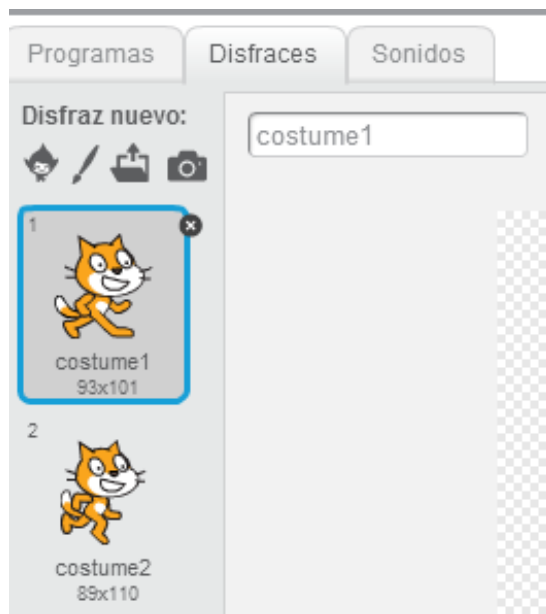 Programas Disfraces Sonidos
Disfraz nuevo:
costume1
1
costume1
93x101
2
costume2
89x110